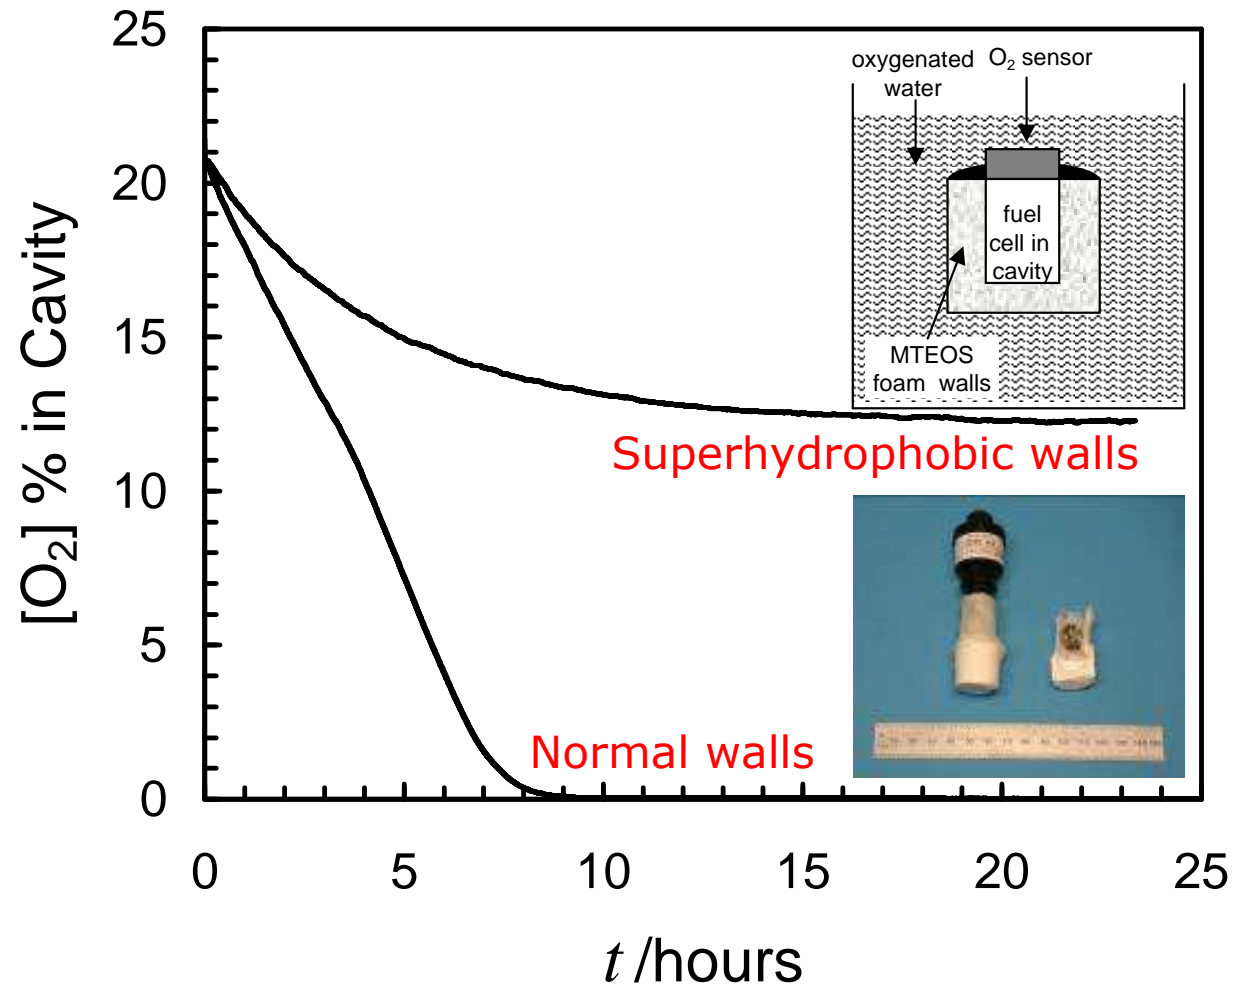 25
20
15
10
5
0
[O₂] % in Cavity
0 5 10 15 20 25
t /hours
oxygenated
water
O₂ sensor
fuel
cell in
cavity
MTEOS
foam walls
Superhydrophobic walls
Normal walls